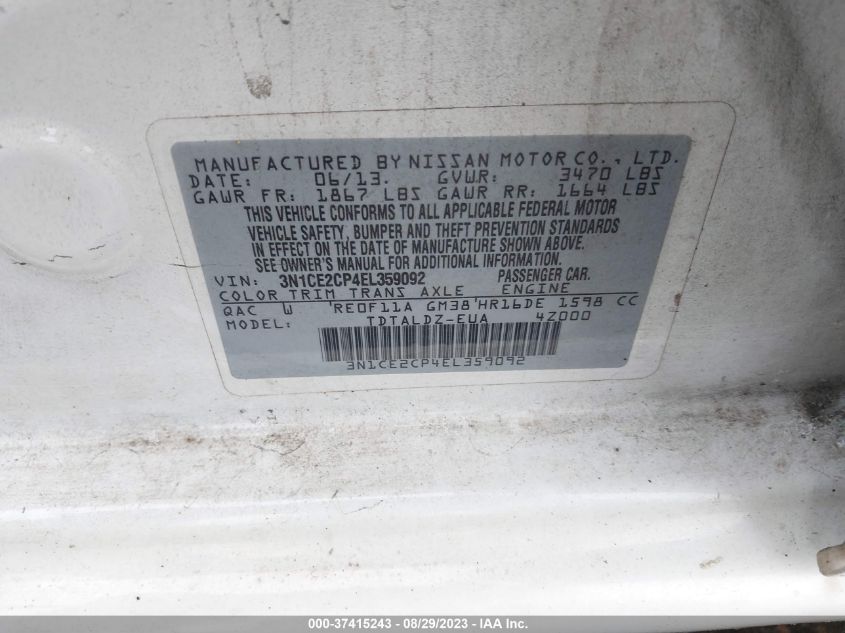 MANUFACTURED BY NISSAN MOTOR CO., LTD.
DATE: 06/13. GVWR: 3470 LBS
GAWR FR: 1867 LBS GAWR RR: 1664 LBS
THIS VEHICLE CONFORMS TO ALL APPLICABLE FEDERAL MOTOR
VEHICLE SAFETY, BUMPER AND THEFT PREVENTION STANDARDS
IN EFFECT ON THE DATE OF MANUFACTURE SHOWN ABOVE.
SEE OWNER'S MANUAL FOR ADDITIONAL INFORMATION.
VIN: 3N1CE2CP4EL359092 PASSENGER CAR.
COLOR TRIM TRANS AXLE ENGINE
QAC W RE0F11A GM38 HR16DE 1598 CC
MODEL: TDTALDZ-EUA 4Z000
3N1CE2CP4EL359092
000-37415243 - 08/29/2023 - COPYRIGHT IAA, LLC.